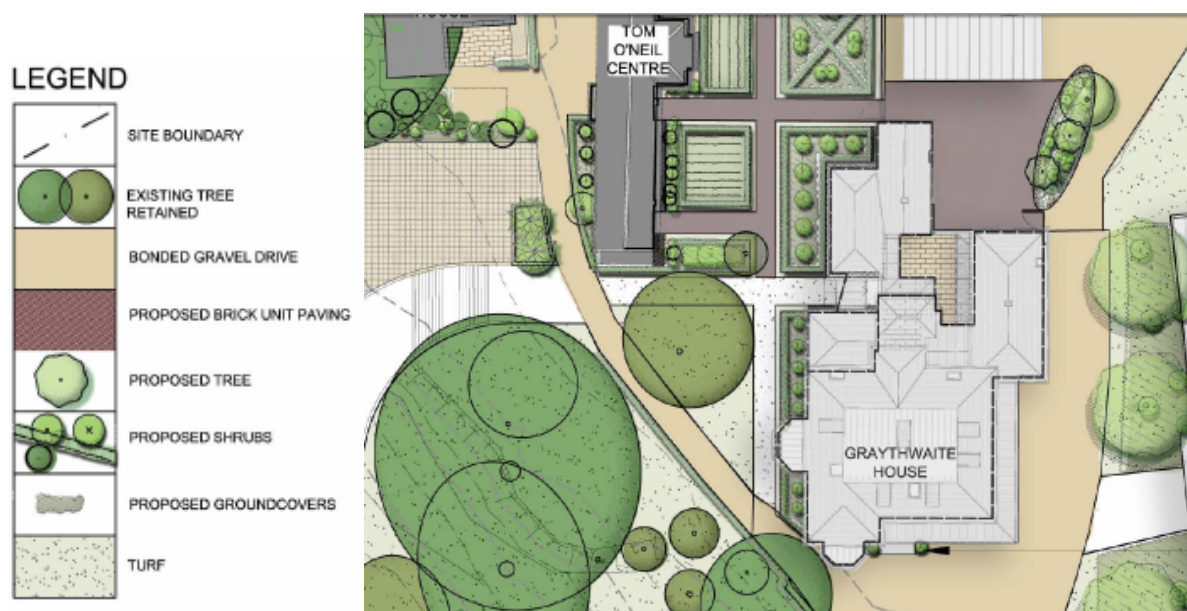 LEGEND
SITE BOUNDARY
EXISTING TREE
RETAINED
BONDED GRAVEL DRIVE
PROPOSED BRICK UNIT PAVING
PROPOSED TREE
PROPOSED SHRUBS
PROPOSED GROUNDCOVERS
TURF
TOM
O'NEIL
CENTRE
GRAYTHWAITE
HOUSE